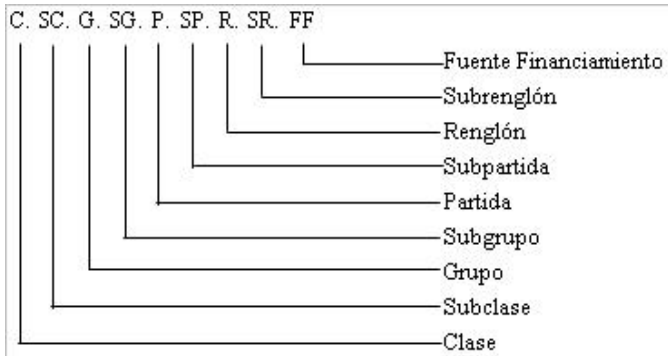 C. SC. G. SG. P. SP. R. SR. FF
Fuente Financiamiento
Subrenglón
Renglón
Subpartida
Partida
Subgrupo
Grupo
Subclase
Clase